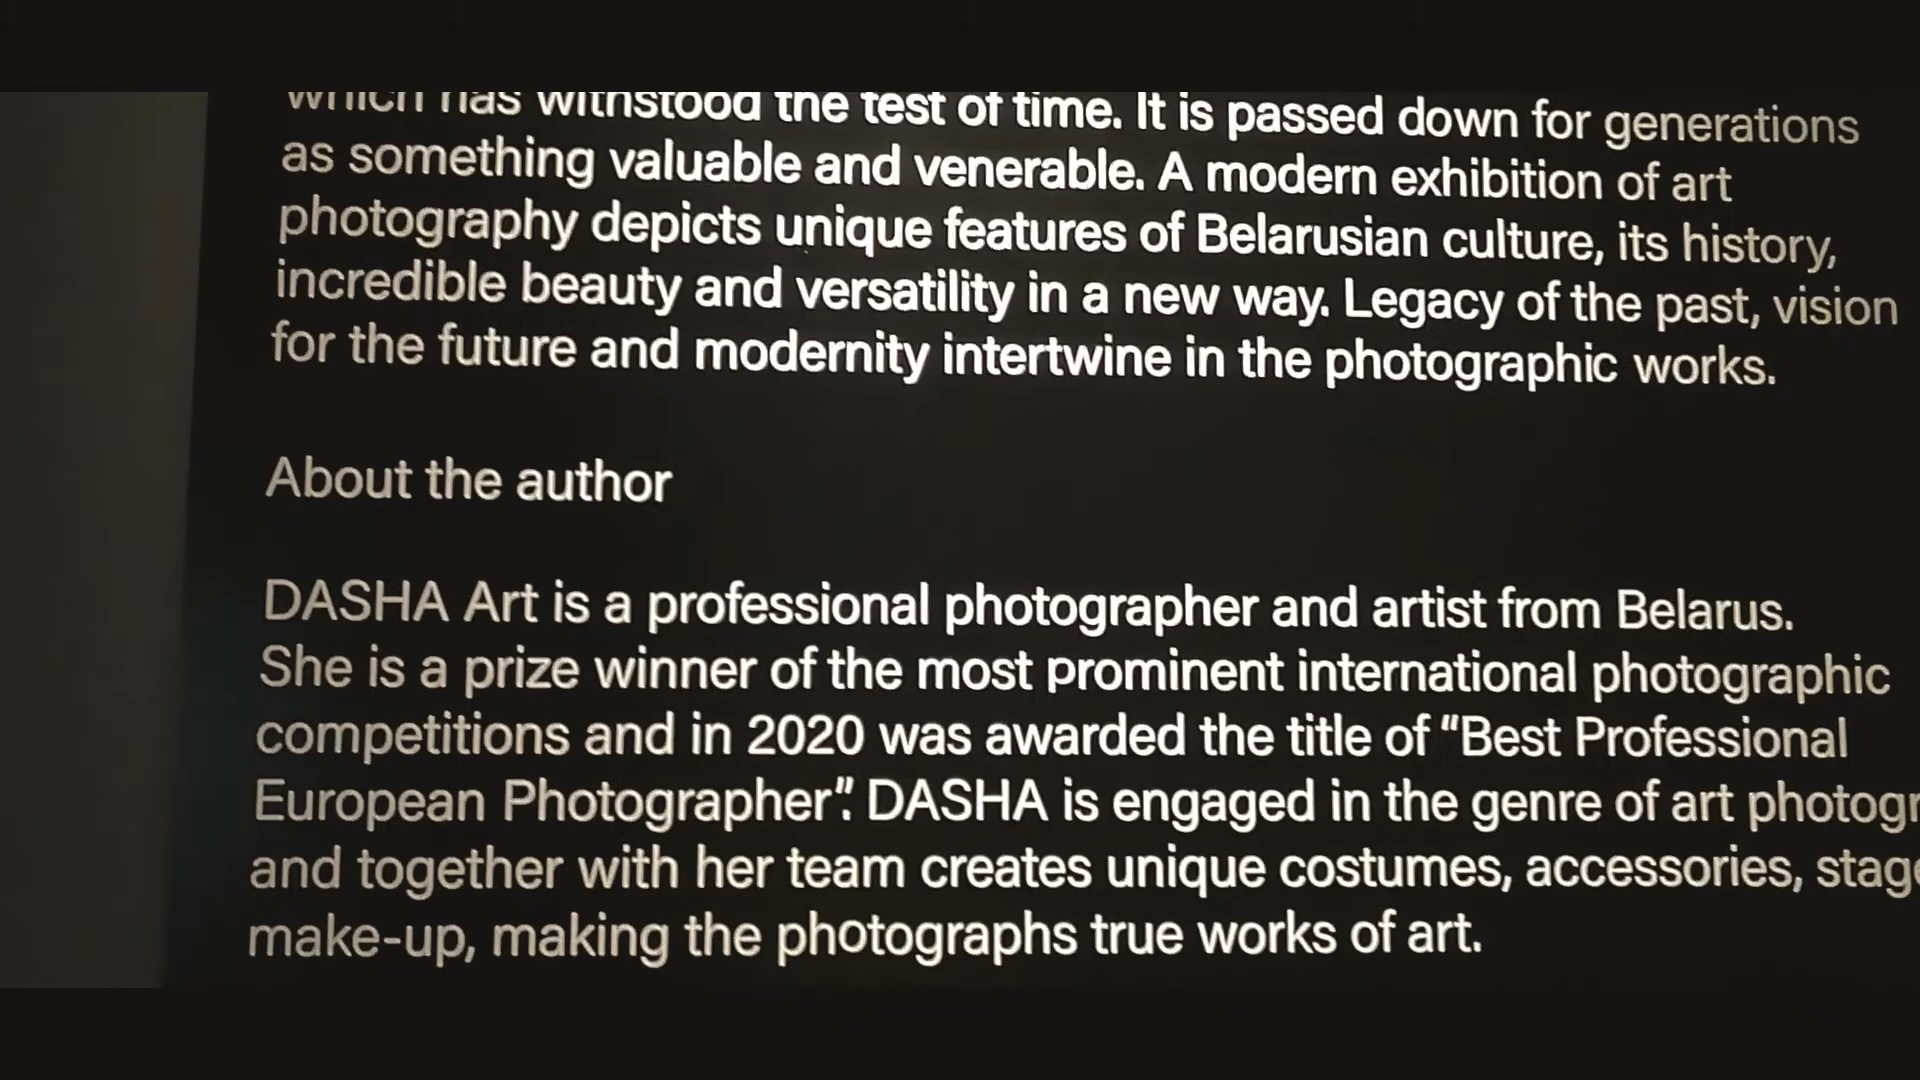 which has withstood the test of time. It is passed down for generations
as something valuable and venerable. A modern exhibition of art
photography depicts unique features of Belarusian culture, its history,
incredible beauty and versatility in a new way. Legacy of the past, vision
for the future and modernity intertwine in the photographic works.
About the author
DASHA Art is a professional photographer and artist from Belarus.
She is a prize winner of the most prominent international photographic
competitions and in 2020 was awarded the title of “Best Professional
European Photographer”. DASHA is engaged in the genre of art photogr
and together with her team creates unique costumes, accessories, stage
make-up, making the photographs true works of art.